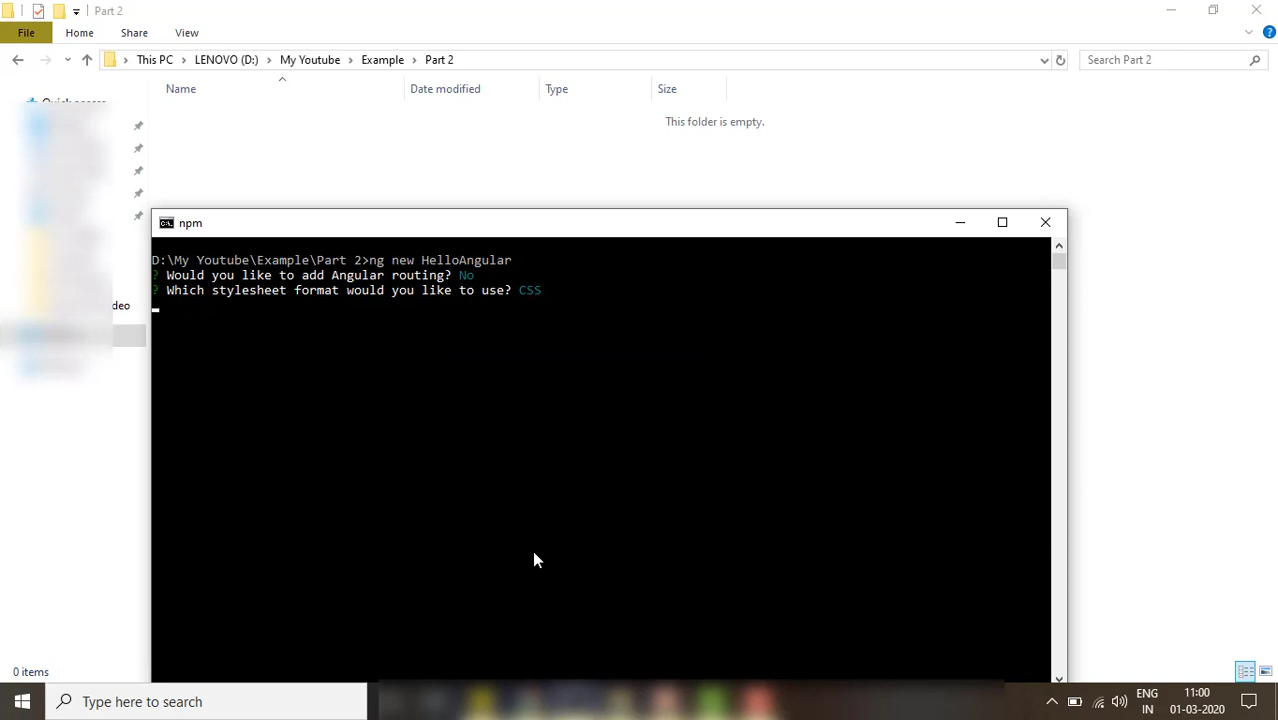 Part 2
File Home Share View
This PC LENOVO (D:) My Youtube Example Part 2
Search Part 2
Name Date modified Type Size
This folder is empty.
deo
npm
D:\My Youtube\Example\Part 2>ng new HelloAngular
? Would you like to add Angular routing? No
? Which stylesheet format would you like to use? CSS
0 items
Type here to search
ENG
IN
11:00
01-03-2020